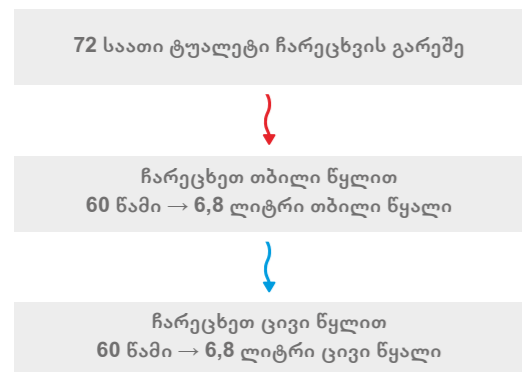 72 საათი ტუალეტი ჩარეცხვის გარეშე
ჩარეცხეთ თბილი წყლით
60 წამი → 6,8 ლიტრი თბილი წყალი
ჩარეცხეთ ცივი წყლით
60 წამი → 6,8 ლიტრი ცივი წყალი